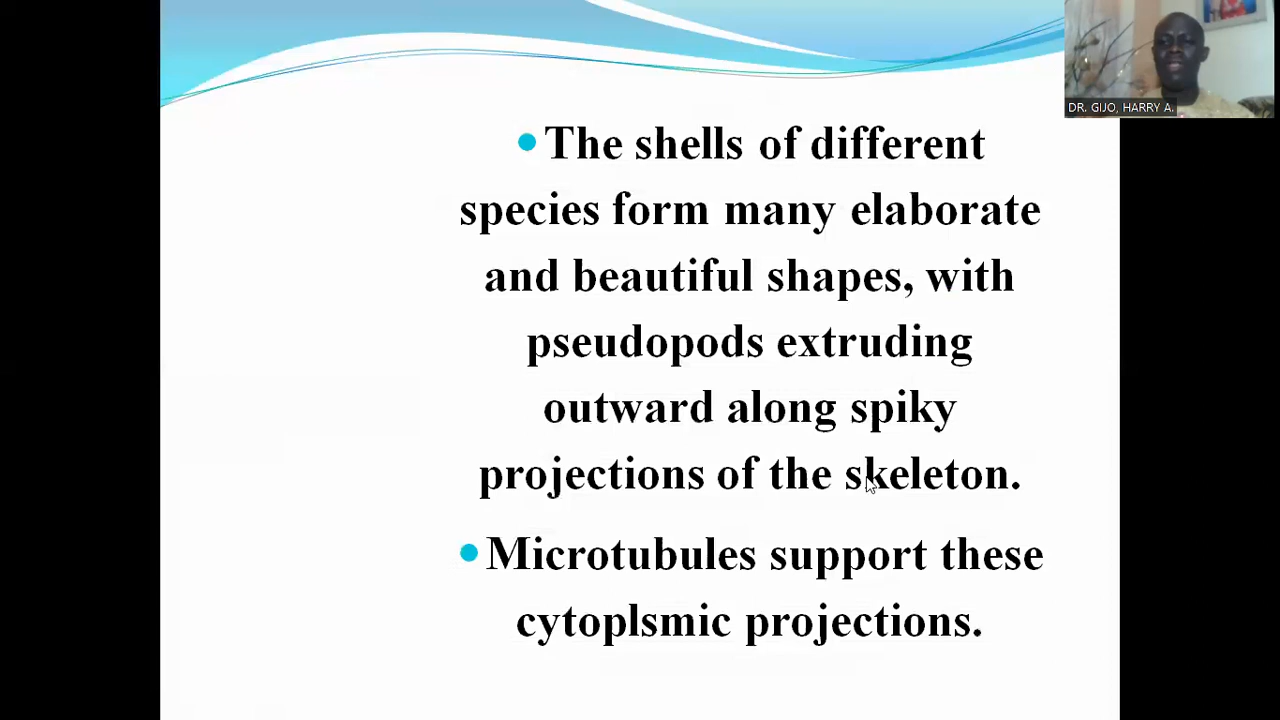 DR. GIJO, HARRY A.
•The shells of different
species form many elaborate
and beautiful shapes, with
pseudopods extruding
outward along spiky
projections of the skeleton.
•Microtubules support these
cytoplsmic projections.